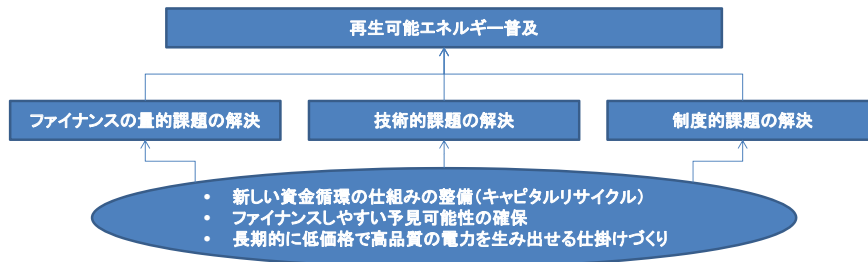 再生可能エネルギー普及
ファイナンスの量的課題の解決
技術的課題の解決
制度的課題の解決
• 新しい資金循環の仕組みの整備(キャピタルリサイクル)
• ファイナンスしやすい予見可能性の確保
• 長期的に低価格で高品質の電力を生み出せる仕掛けづくり